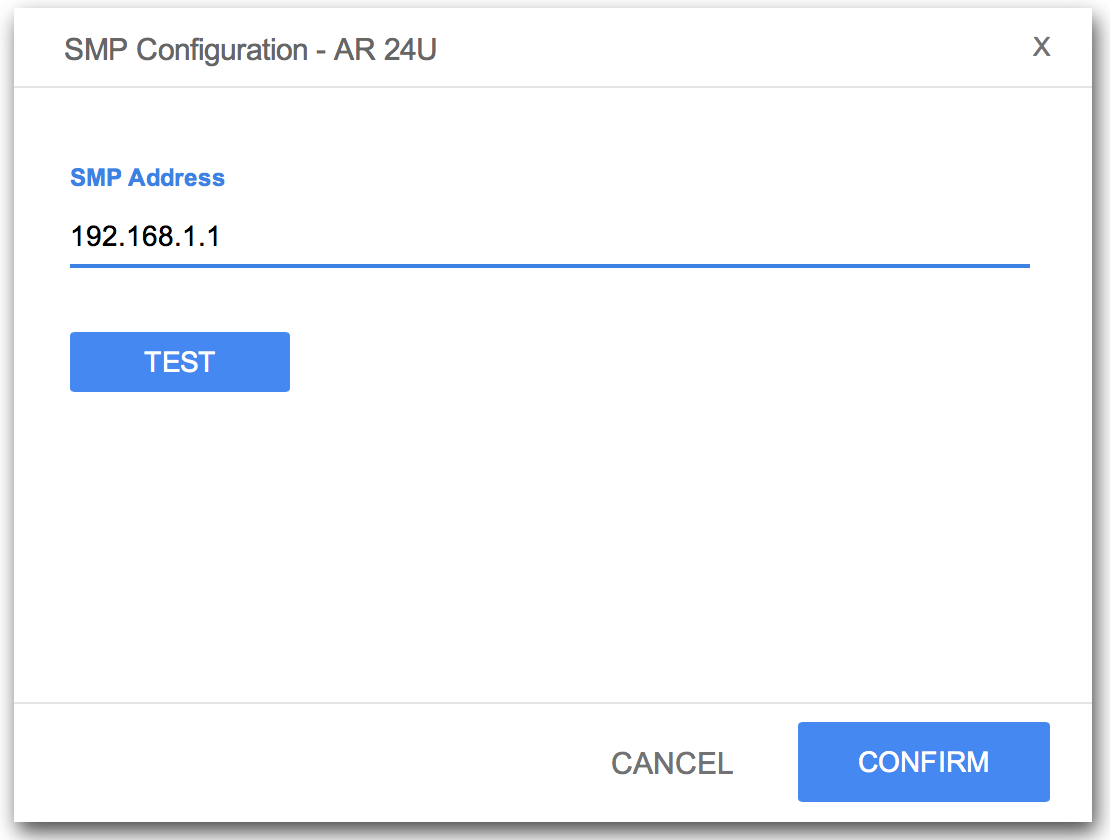 SMP Configuration - AR 24U
X
SMP Address
192.168.1.1
TEST
CANCEL
CONFIRM